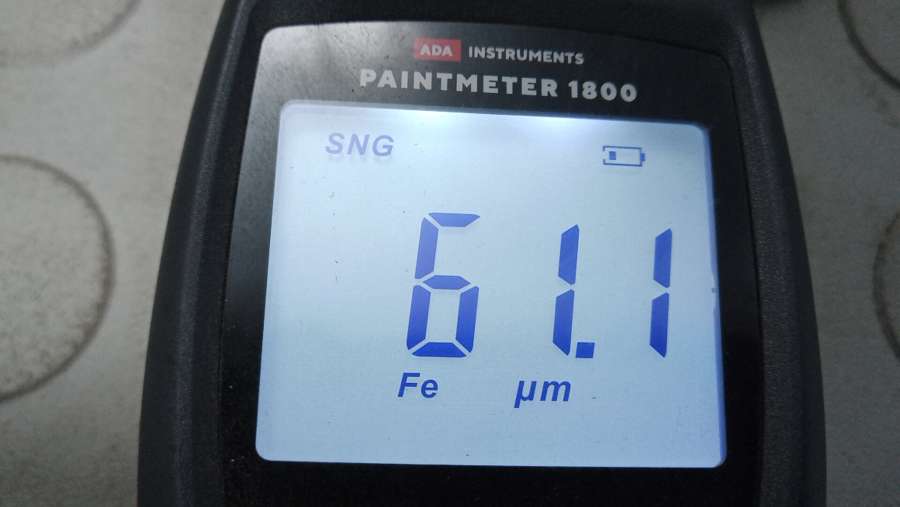 ADA INSTRUMENTS
PAINTMETER 1800
SNG
61.1
Fe µm